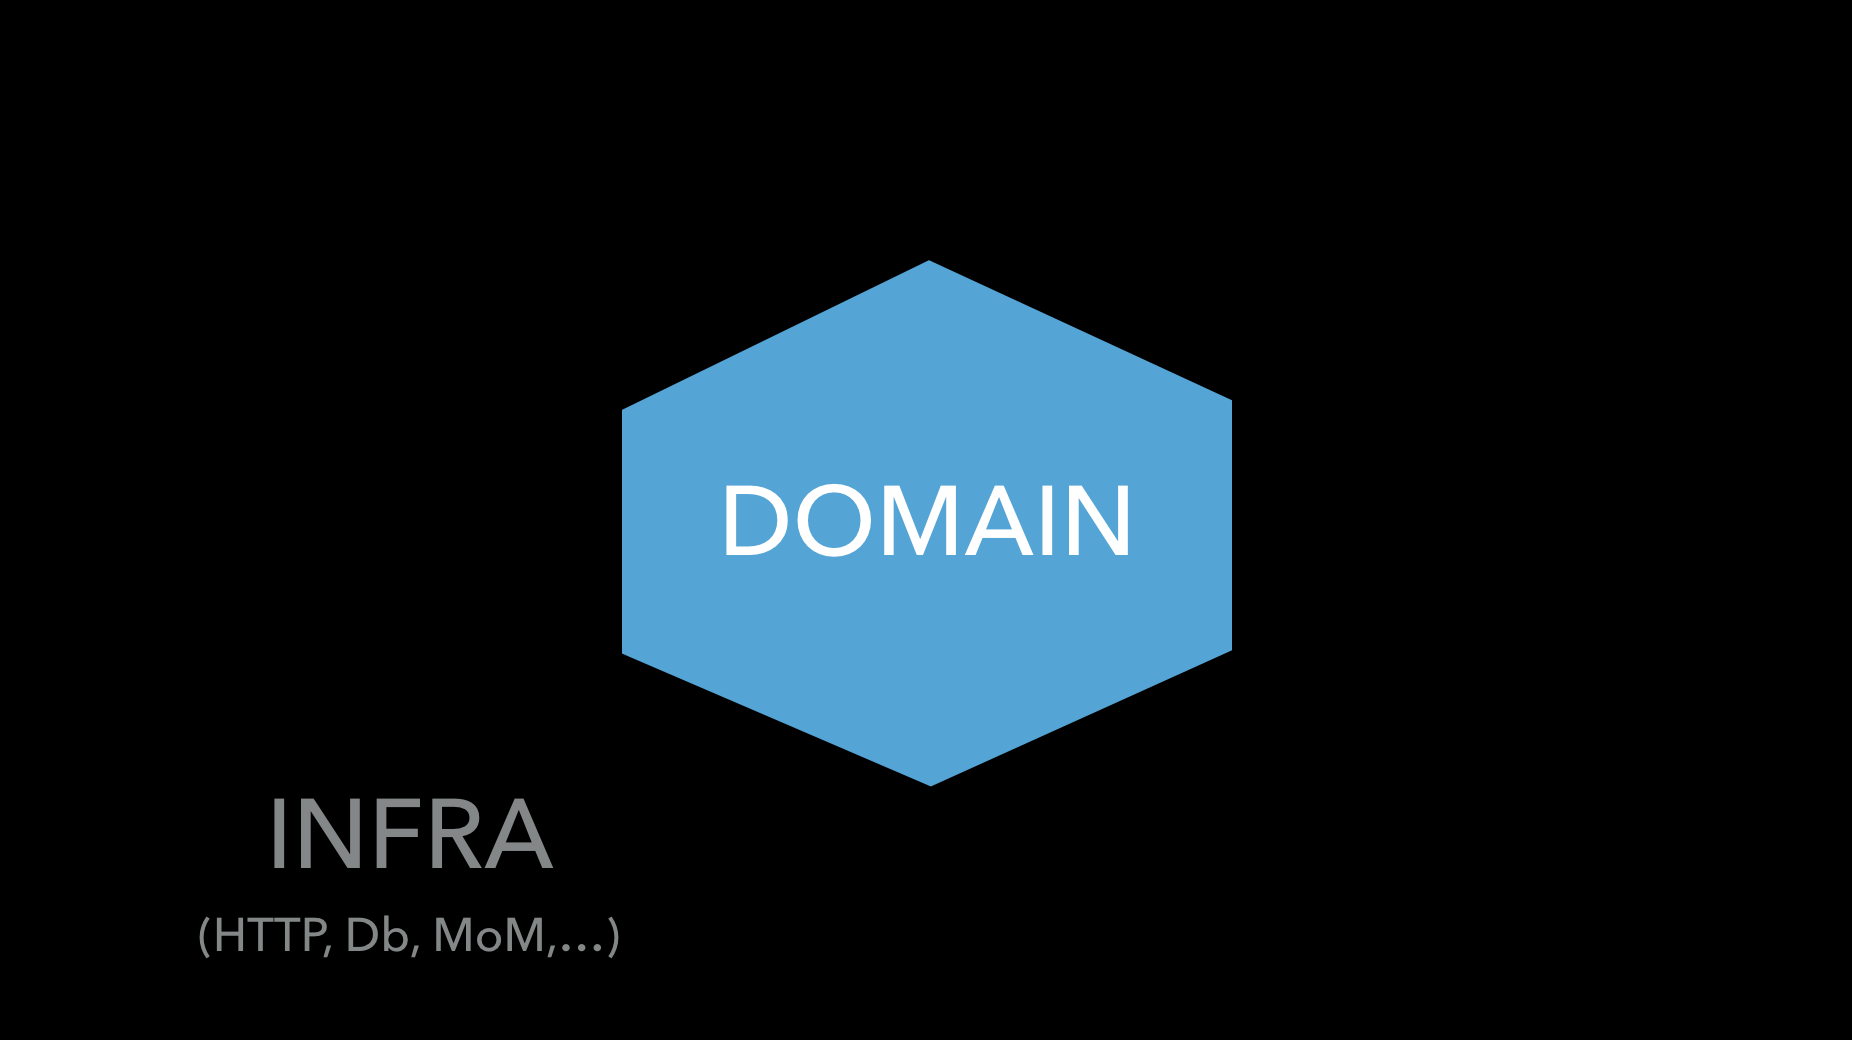 DOMAIN
INFRA
(HTTP, Db, MoM,…)